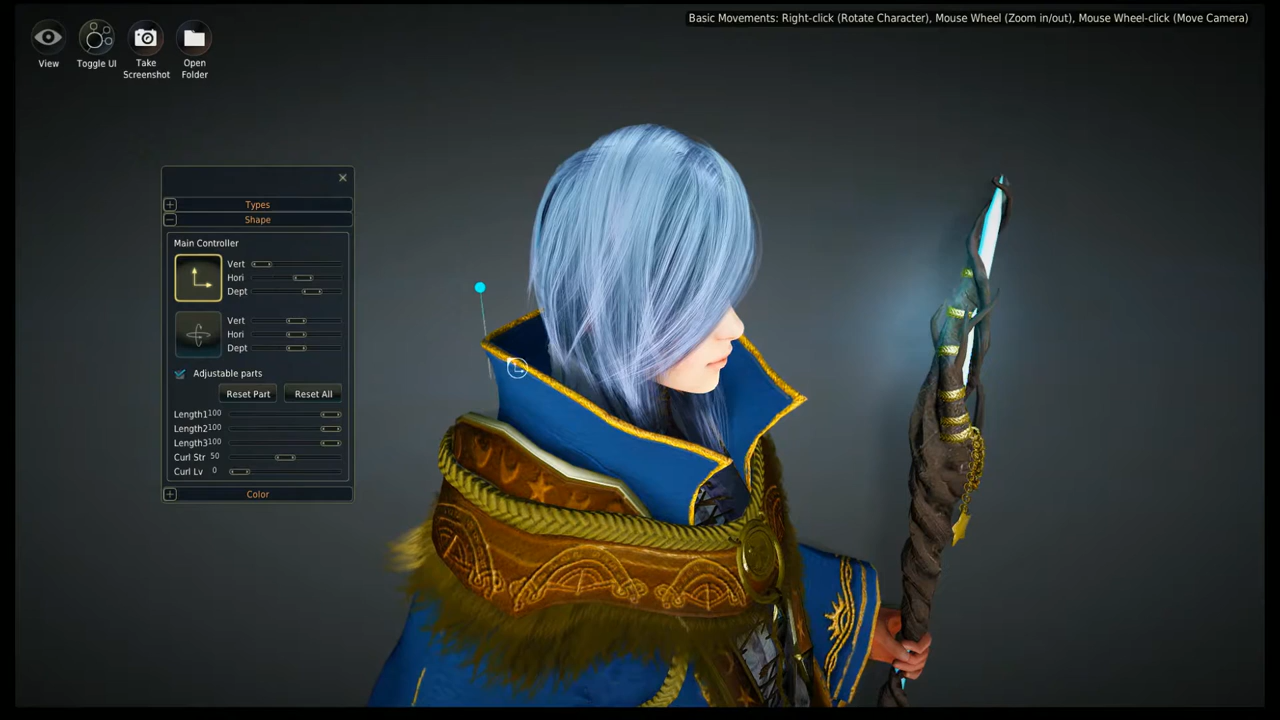 Basic Movements: Right-click (Rotate Character), Mouse Wheel (Zoom in/out), Mouse Wheel-click (Move Camera)
View
Toggle UI
Take
Screenshot
Open
Folder
Types
Shape
Main Controller
Vert
Hori
Dept
Vert
Hori
Dept
Adjustable parts
Reset Part
Reset All
Length1 100
Length2 100
Length3 100
Curl Str 50
Curl Lv 0
Color